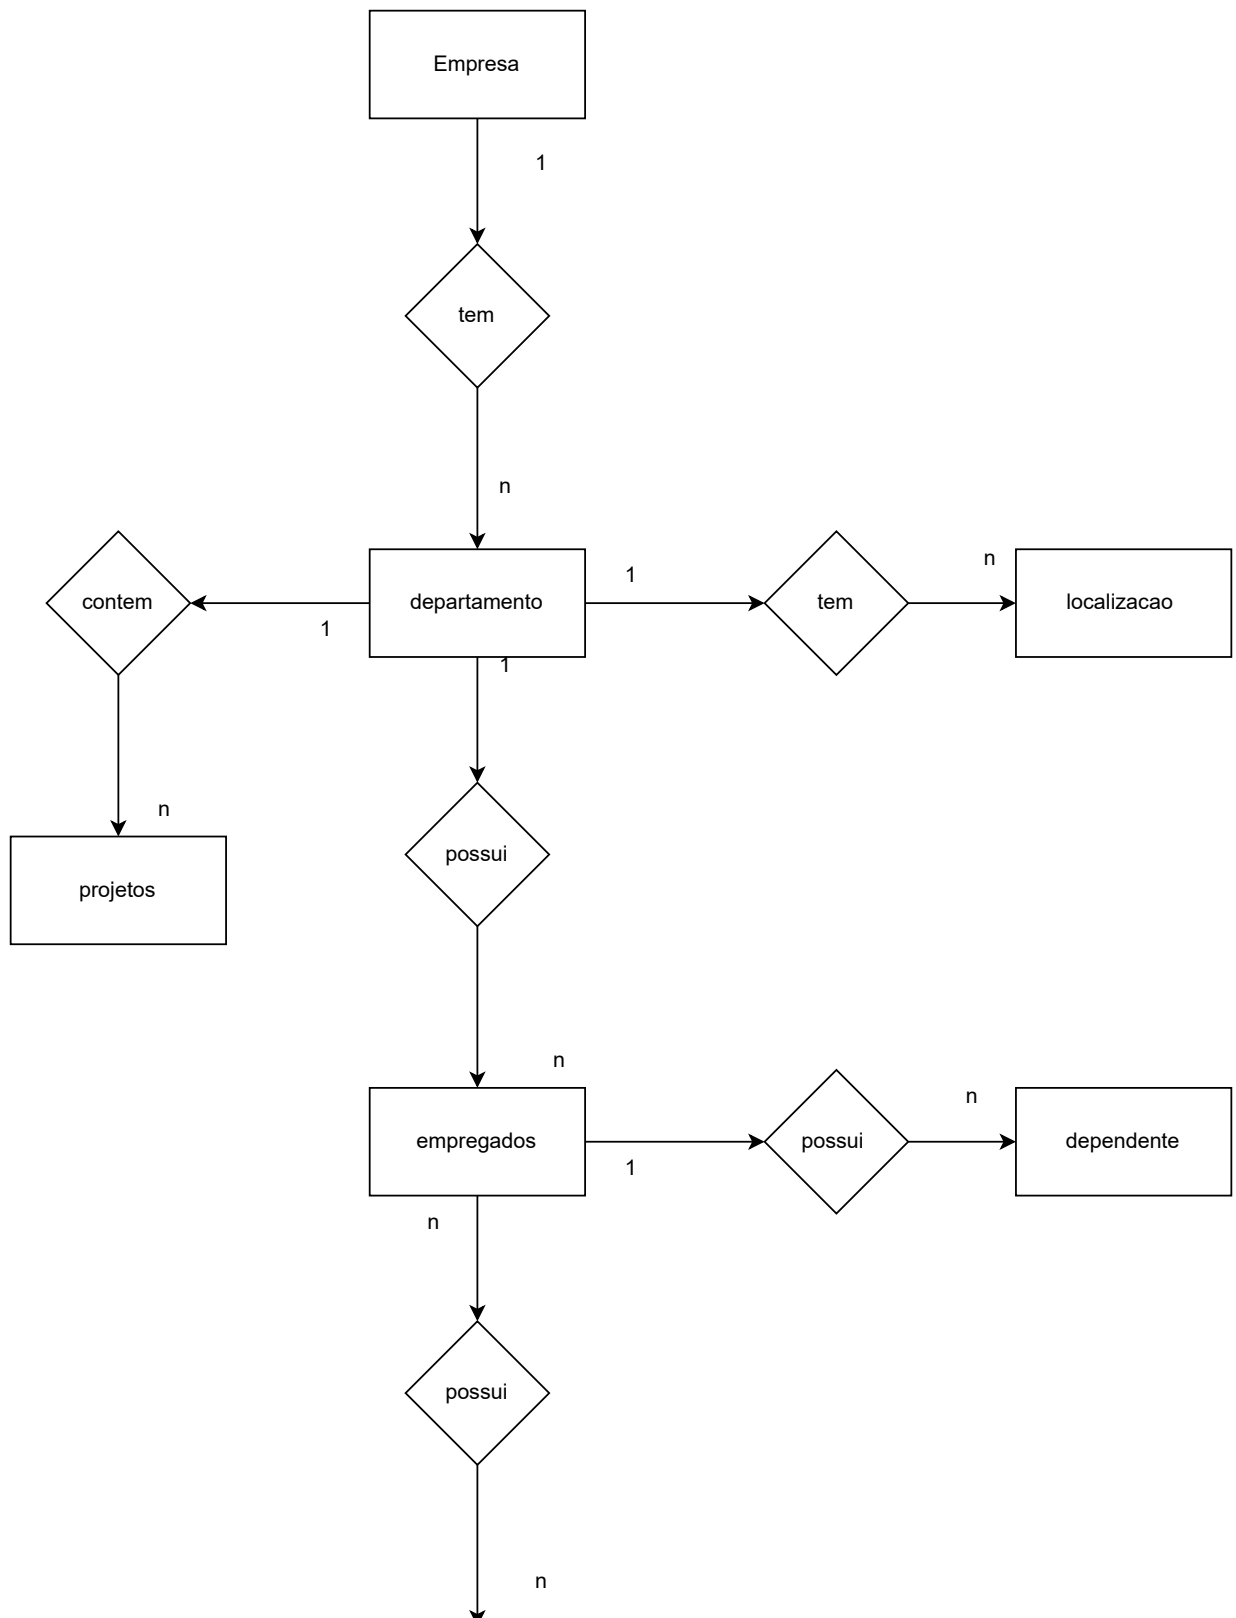 Empresa
1
tem
n
contem
departamento
1
tem
n
localizacao
1
1
n
projetos
possui
n
empregados
1
possui
n
dependente
n
possui
n